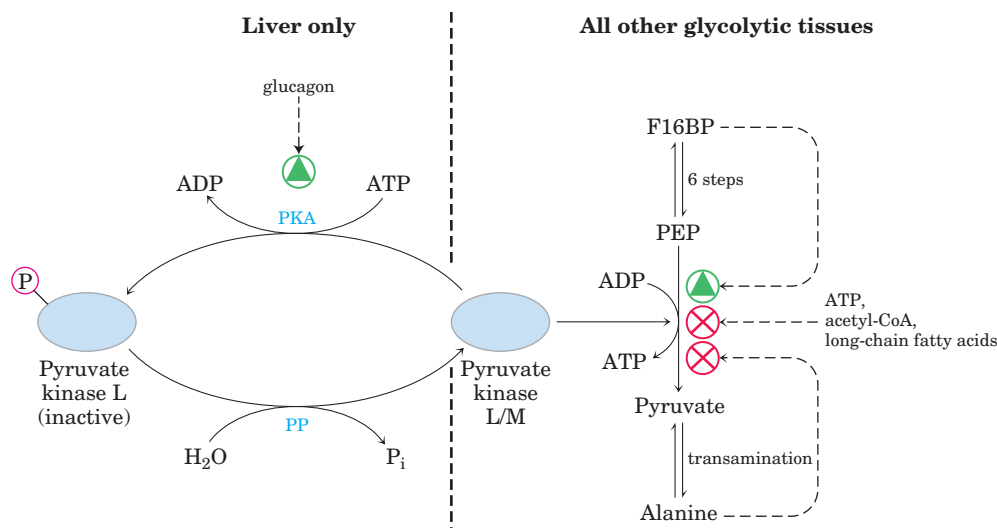 Liver only
All other glycolytic tissues
glucagon
ADP
ATP
PKA
P
Pyruvate
kinase L
(inactive)
PP
H₂O
Pᵢ
Pyruvate
kinase
L/M
F16BP
6 steps
PEP
ADP
ATP
ATP,
acetyl-CoA,
long-chain fatty acids
Pyruvate
transamination
Alanine